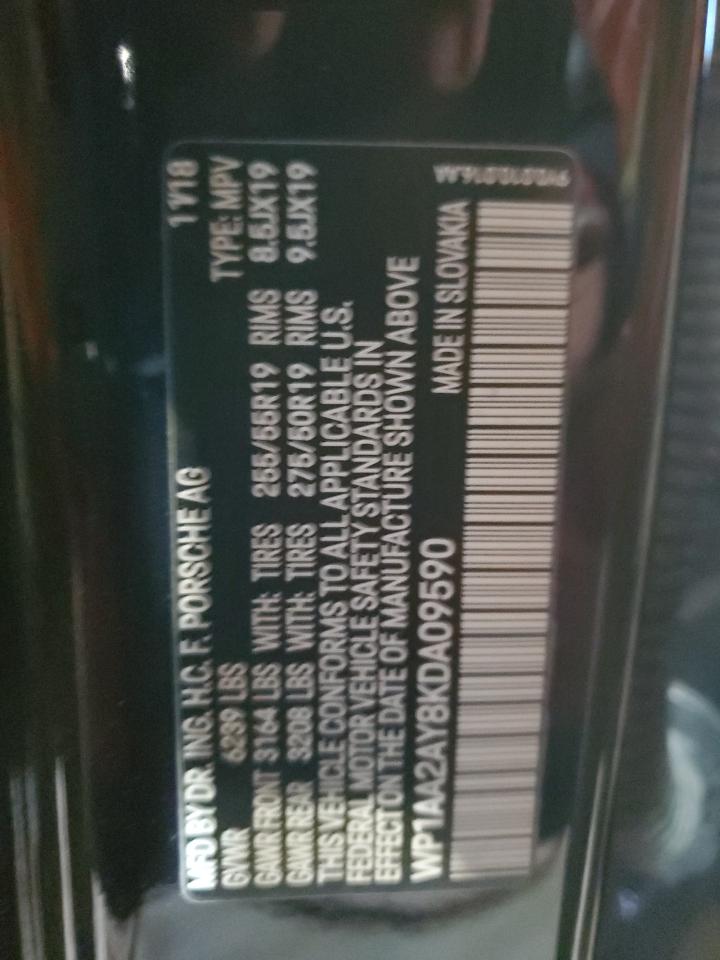 MFD BY DR. ING. H.C. F. PORSCHE AG 11/18
GVWR 6239 LBS TYPE: MPV
GAWR FRONT 3164 LBS WITH: TIRES 255/55R19 RIMS 8.5JX19
GAWR REAR 3208 LBS WITH: TIRES 275/50R19 RIMS 9.5JX19
THIS VEHICLE CONFORMS TO ALL APPLICABLE U.S.
FEDERAL MOTOR VEHICLE SAFETY STANDARDS IN
EFFECT ON THE DATE OF MANUFACTURE SHOWN ABOVE
WP1AA2AY8KDA09590 MADE IN SLOVAKIA